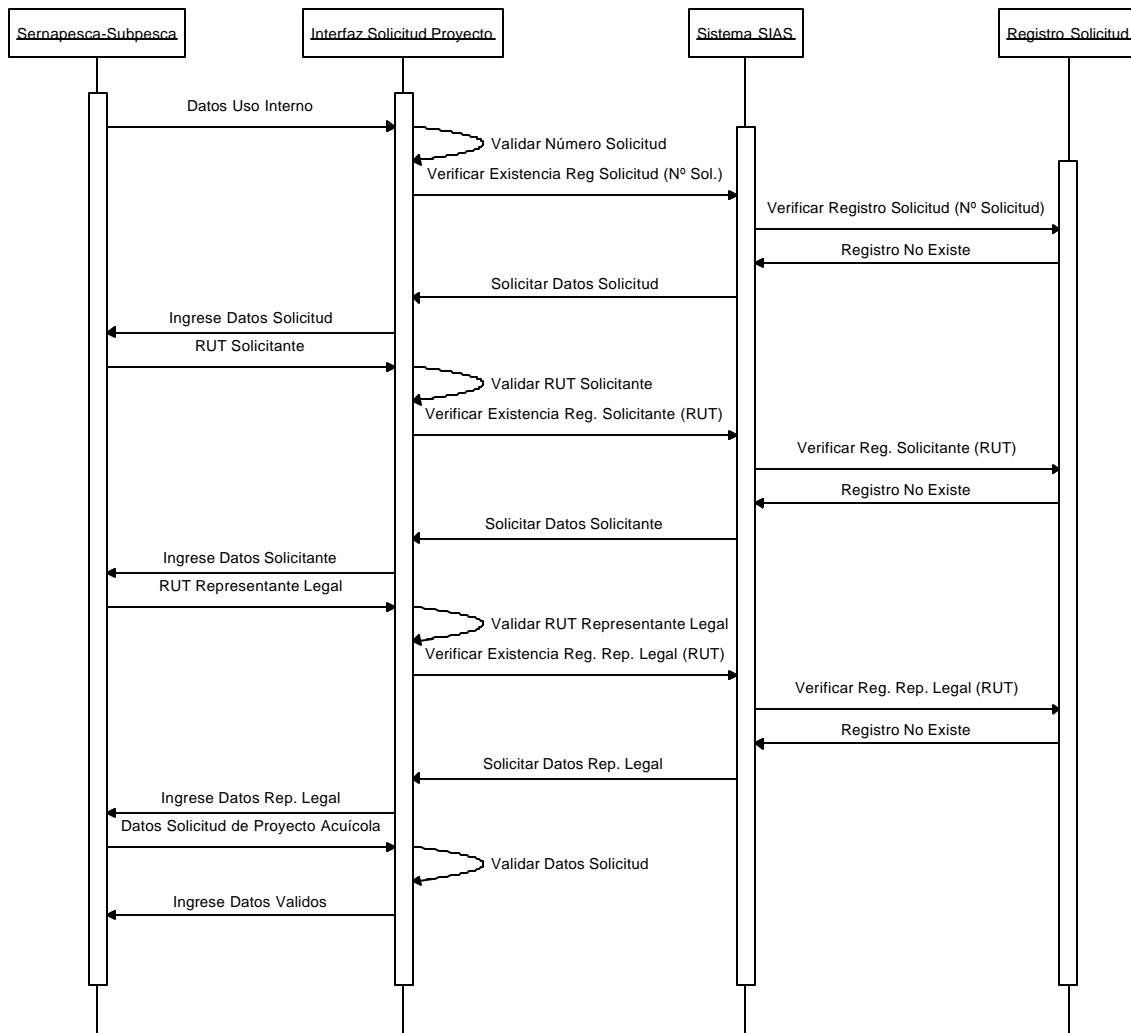 Sernapesca-Subpesca
Interfaz Solicitud Proyecto
Sistema SIAS
Registro Solicitud
Datos Uso Interno
Validar Número Solicitud
Verificar Existencia Reg Solicitud (Nº Sol.)
Verificar Registro Solicitud (Nº Solicitud)
Registro No Existe
Solicitar Datos Solicitud
Ingrese Datos Solicitud
RUT Solicitante
Validar RUT Solicitante
Verificar Existencia Reg. Solicitante (RUT)
Verificar Reg. Solicitante (RUT)
Registro No Existe
Solicitar Datos Solicitante
Ingrese Datos Solicitante
RUT Representante Legal
Validar RUT Representante Legal
Verificar Existencia Reg. Rep. Legal (RUT)
Verificar Reg. Rep. Legal (RUT)
Registro No Existe
Solicitar Datos Rep. Legal
Ingrese Datos Rep. Legal
Datos Solicitud de Proyecto Acuícola
Validar Datos Solicitud
Ingrese Datos Validos